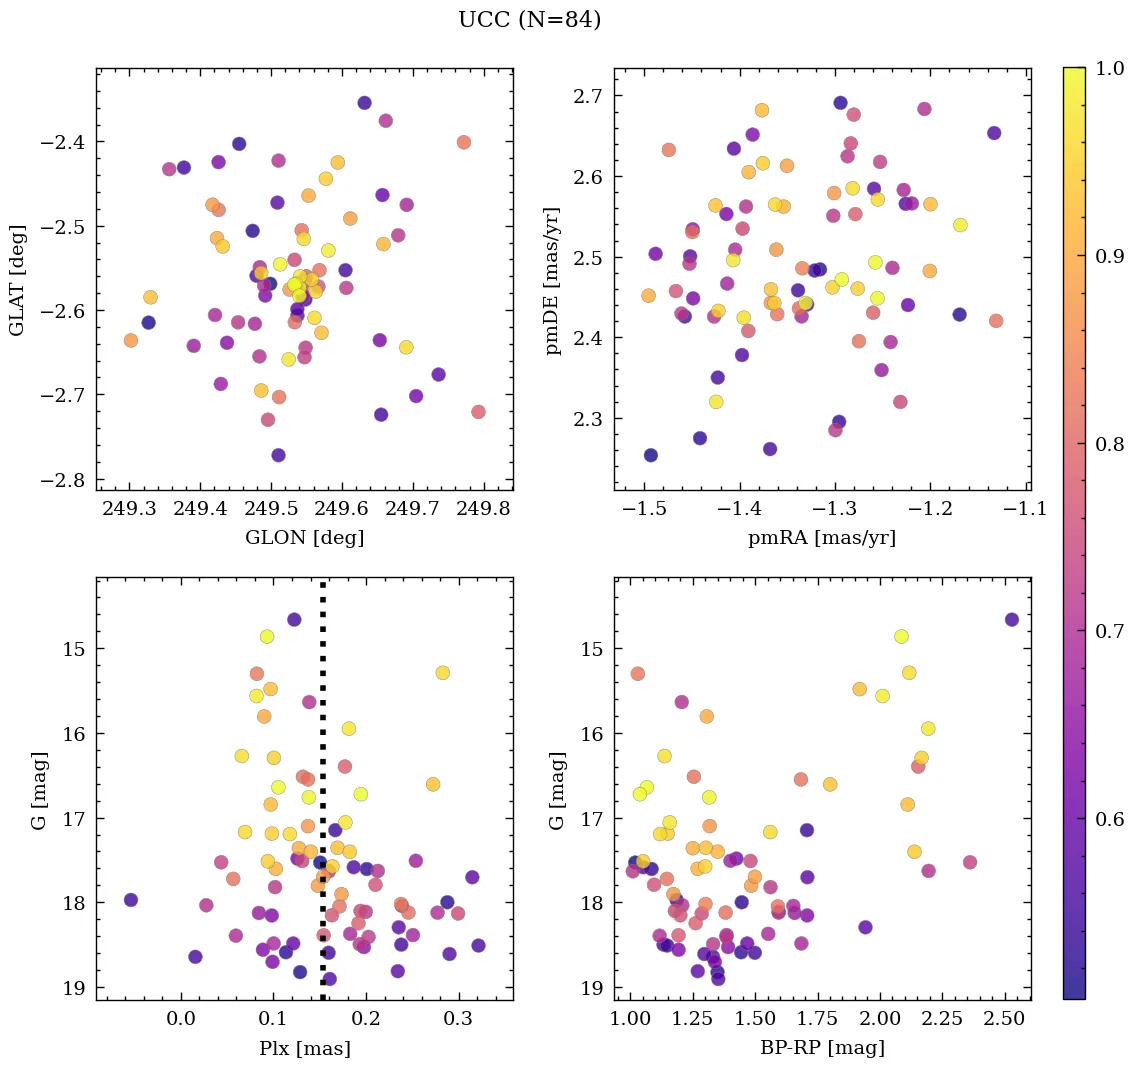 UCC (N=84)
−2.4
−2.5
−2.6
−2.7
−2.8
GLAT [deg]
249.3 249.4 249.5 249.6 249.7 249.8
GLON [deg]
2.7
2.6
2.5
2.4
2.3
pmDE [mas/yr]
−1.5 −1.4 −1.3 −1.2 −1.1
pmRA [mas/yr]
15
16
17
18
19
G [mag]
0.0 0.1 0.2 0.3
Plx [mas]
15
16
17
18
19
G [mag]
1.00 1.25 1.50 1.75 2.00 2.25 2.50
BP-RP [mag]
1.0
0.9
0.8
0.7
0.6